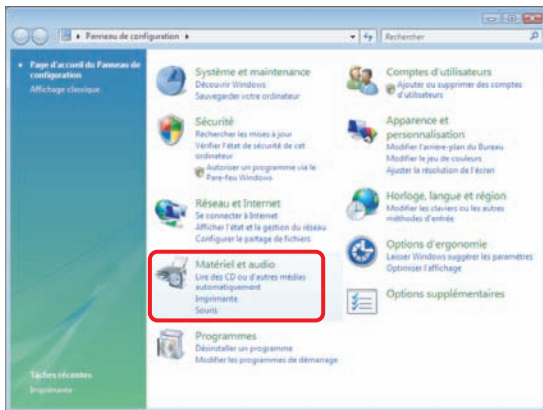 Panneau de configuration
Rechercher
Page d'accueil du Panneau de
configuration
Affichage classique
Système et maintenance
Découvrir Windows
Sauvegarder votre ordinateur
Sécurité
Rechercher les mises à jour
Vérifier l'état de sécurité de cet
ordinateur
Autoriser un programme via le
Pare-feu Windows
Réseau et Internet
Se connecter à Internet
Afficher l'état et la gestion du réseau
Configurer le partage de fichiers
Matériel et audio
Lire des CD ou d'autres médias
automatiquement
Imprimante
Souris
Programmes
Désinstaller un programme
Modifier les programmes de démarrage
Comptes d'utilisateurs
Ajouter ou supprimer des comptes
d'utilisateurs
Apparence et
personnalisation
Modifier l'arrière-plan du Bureau
Modifier le jeu de couleurs
Ajuster la résolution de l'écran
Horloge, langue et région
Modifier les claviers ou les autres
méthodes d'entrée
Options d'ergonomie
Laisser Windows suggérer les paramètres
Optimiser l'affichage
Options supplémentaires
Tâches récentes
Imprimante